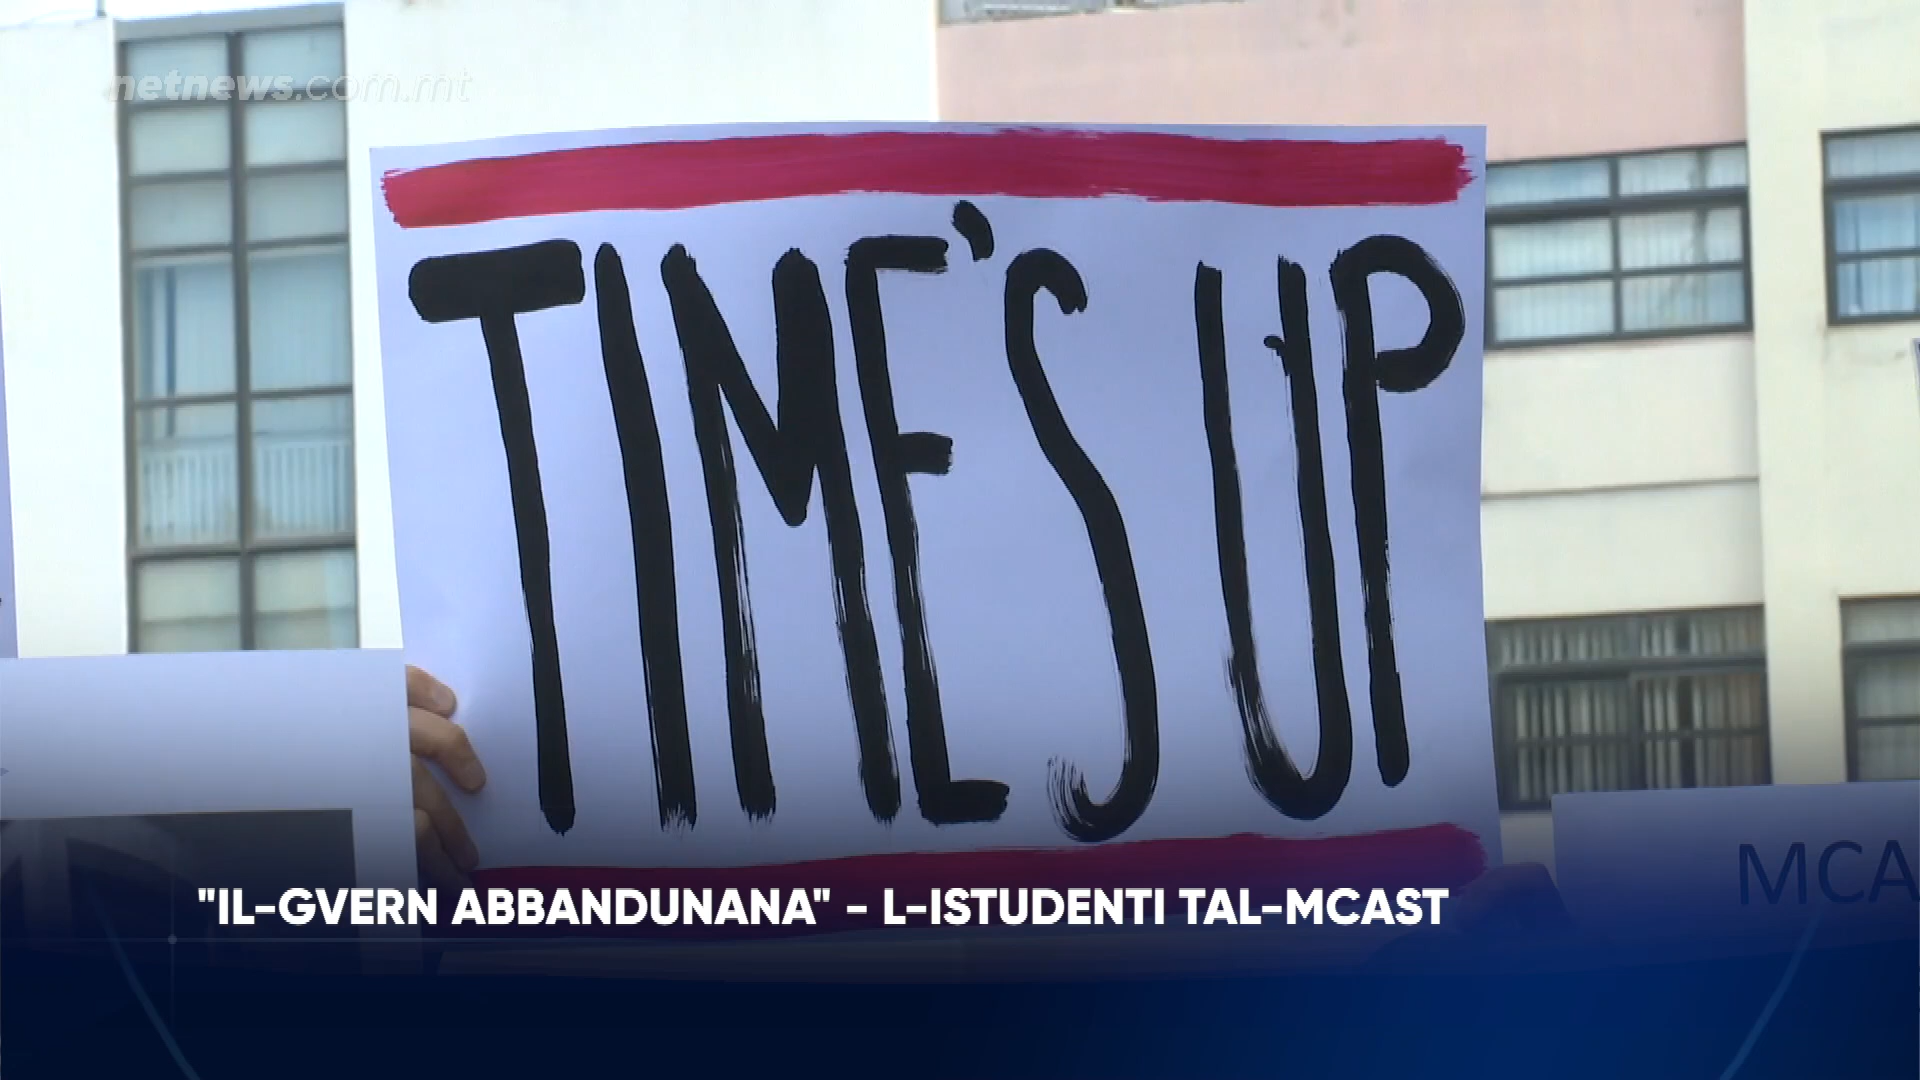 netnews.com.mt
TIME'S UP
MCA
"IL-GVERN ABBANDUNANA" - L-ISTUDENTI TAL-MCAST